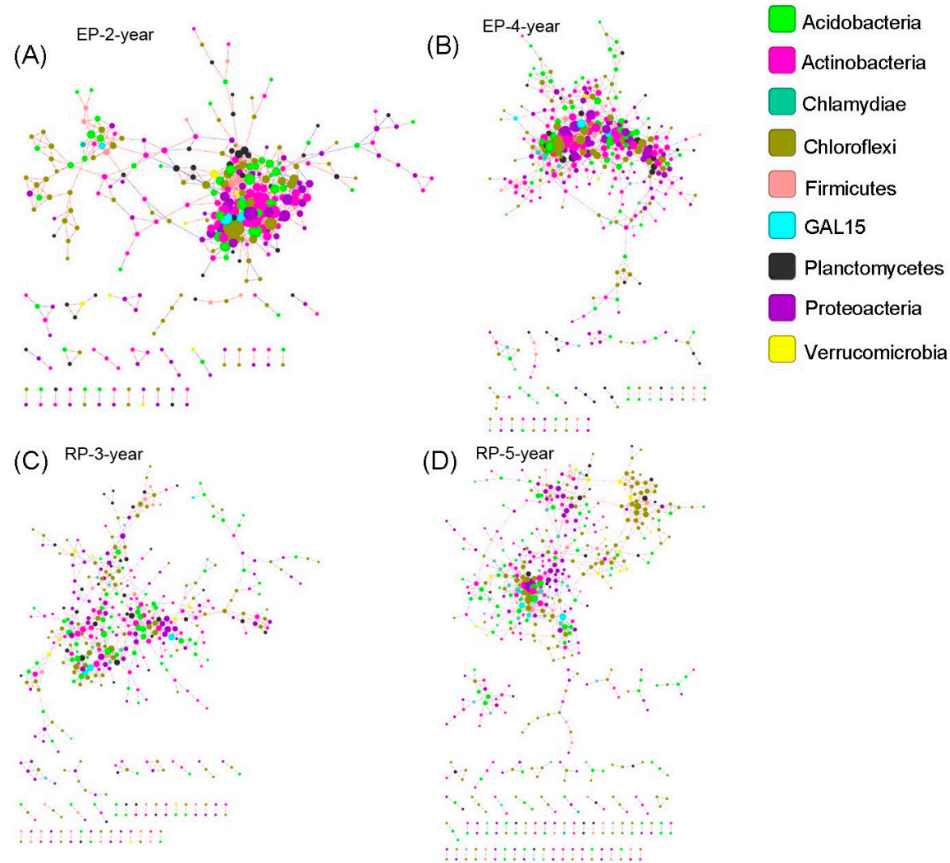 (A)
EP-2-year
(B)
EP-4-year
(C)
RP-3-year
(D)
RP-5-year
Acidobacteria
Actinobacteria
Chlamydiae
Chloroflexi
Firmicutes
GAL15
Planctomycetes
Proteoacteria
Verrucomicrobia